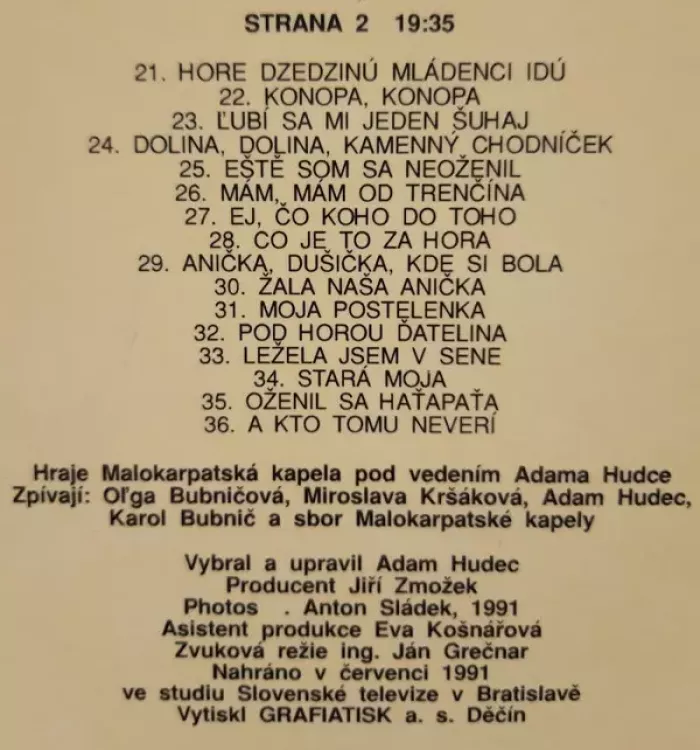 STRANA 2 19:35
21. HORE DZEDZINÚ MLÁDENCI IDÚ
22. KONOPA, KONOPA
23. ĽUBÍ SA MI JEDEN ŠUHAJ
24. DOLINA, DOLINA, KAMENNÝ CHODNÍČEK
25. EŠTĚ SOM SA NEOŽENIL
26. MÁM, MÁM OD TRENČÍNA
27. EJ, ČO KOHO DO TOHO
28. ČO JE TO ZA HORA
29. ANIČKA, DUŠIČKA, KDE SI BOLA
30. ŽALA NAŠA ANIČKA
31. MOJA POSTELENKA
32. POD HOROU ĎATELINA
33. LEŽELA JSEM V SENE
34. STARÁ MOJA
35. OŽENIL SA HAŤAPAŤA
36. A KTO TOMU NEVERÍ
Hraje Malokarpatská kapela pod vedením Adama Hudce
Zpívají: Oľga Bubničová, Miroslava Kršáková, Adam Hudec,
Karol Bubnič a sbor Malokarpatské kapely
Vybral a upravil Adam Hudec
Producent Jiří Zmožek
Photos . Anton Sládek, 1991
Asistent produkce Eva Košnářová
Zvuková režie ing. Ján Grečnar
Nahráno v červenci 1991
ve studiu Slovenské televize v Bratislavě
Vytiskl GRAFIATISK a. s. Děčín